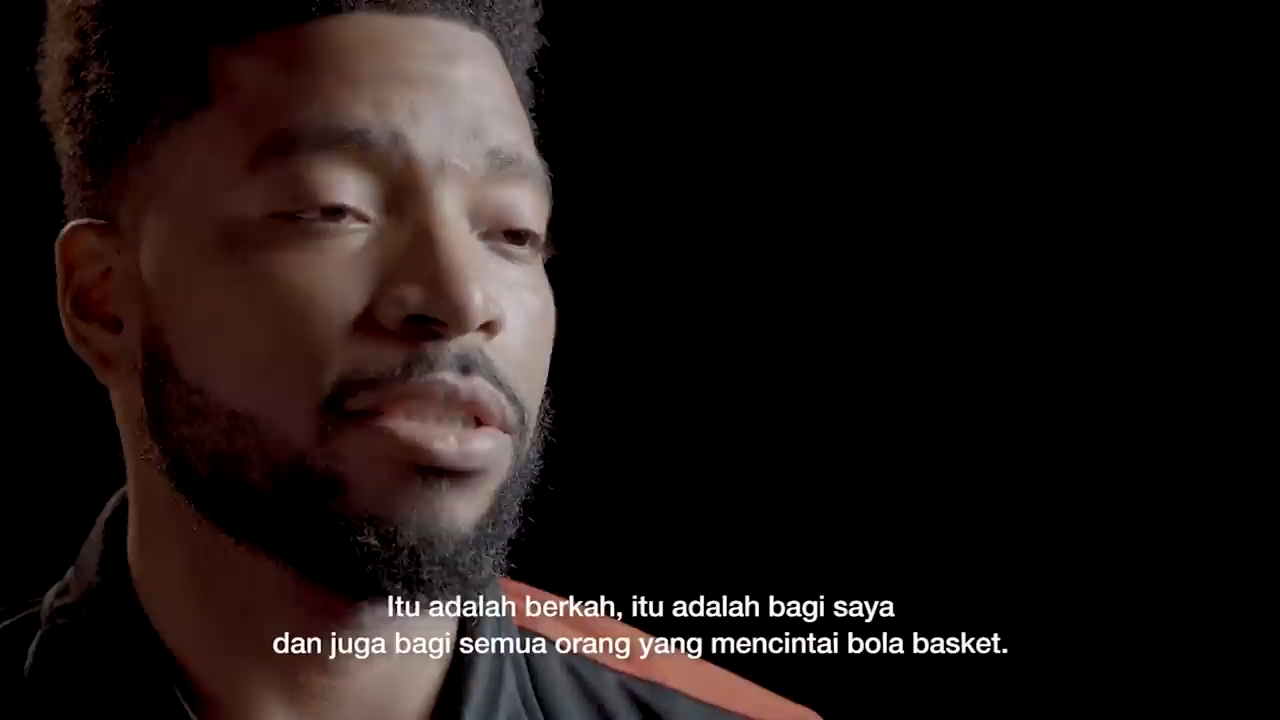 Itu adalah berkah, itu adalah bagi saya
dan juga bagi semua orang yang mencintai bola basket.